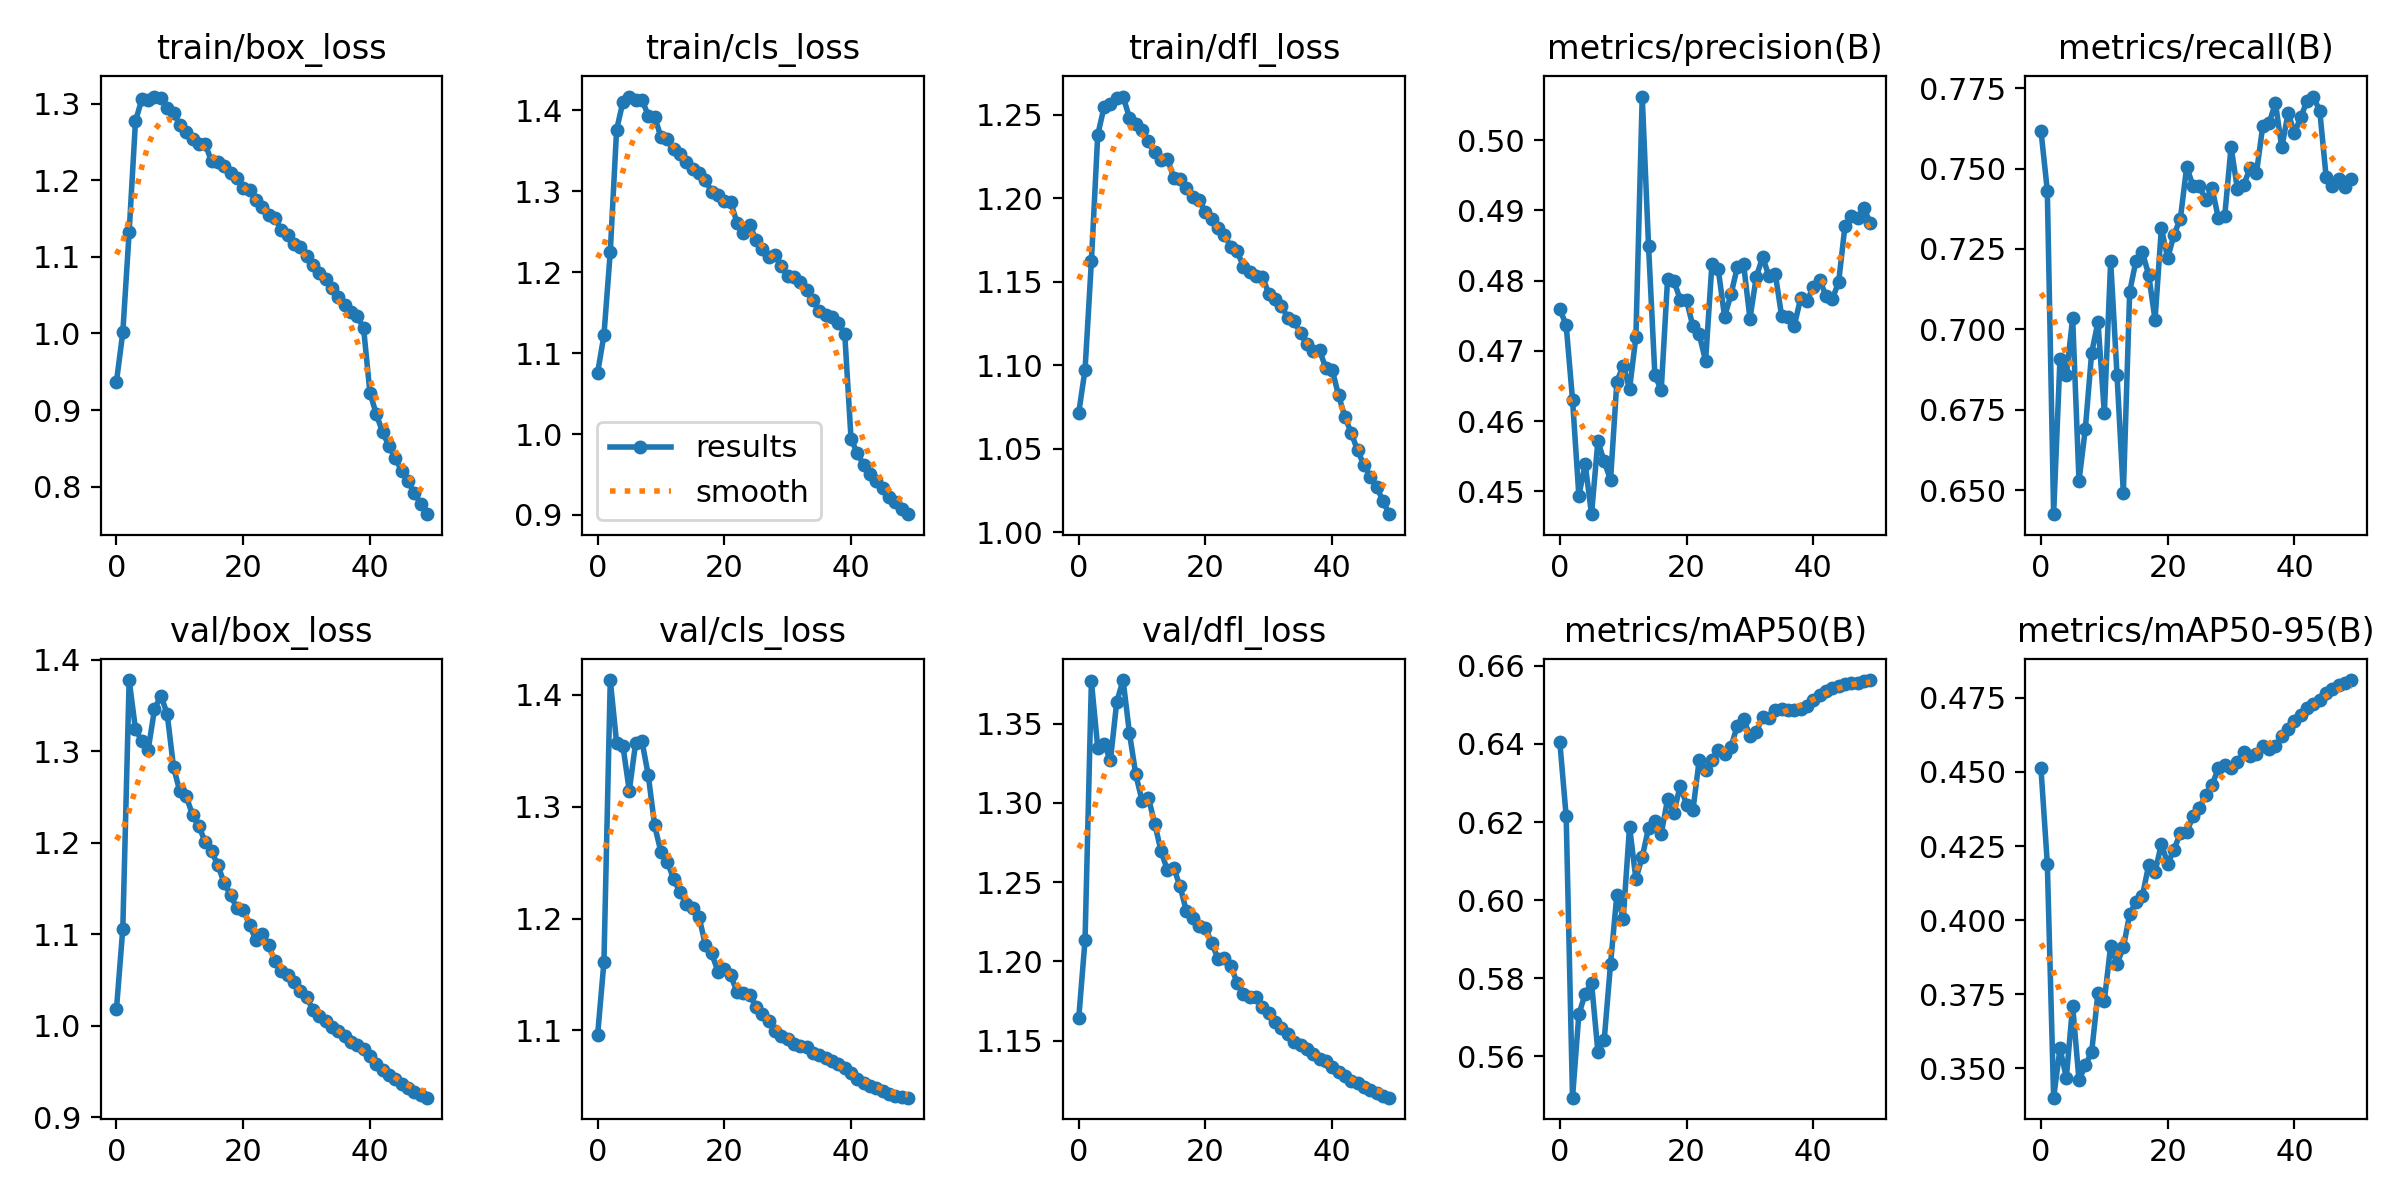 train/box_loss
train/cls_loss
train/dfl_loss
metrics/precision(B)
metrics/recall(B)
1.3
1.2
1.1
1.0
0.9
0.8
0 20 40
1.4
1.3
1.2
1.1
1.0
0.9
results
smooth
0 20 40
1.25
1.20
1.15
1.10
1.05
1.00
0 20 40
0.50
0.49
0.48
0.47
0.46
0.45
0 20 40
0.775
0.750
0.725
0.700
0.675
0.650
0 20 40
val/box_loss
val/cls_loss
val/dfl_loss
metrics/mAP50(B)
metrics/mAP50-95(B)
1.4
1.3
1.2
1.1
1.0
0.9
0 20 40
1.4
1.3
1.2
1.1
0 20 40
1.35
1.30
1.25
1.20
1.15
0 20 40
0.66
0.64
0.62
0.60
0.58
0.56
0 20 40
0.475
0.450
0.425
0.400
0.375
0.350
0 20 40